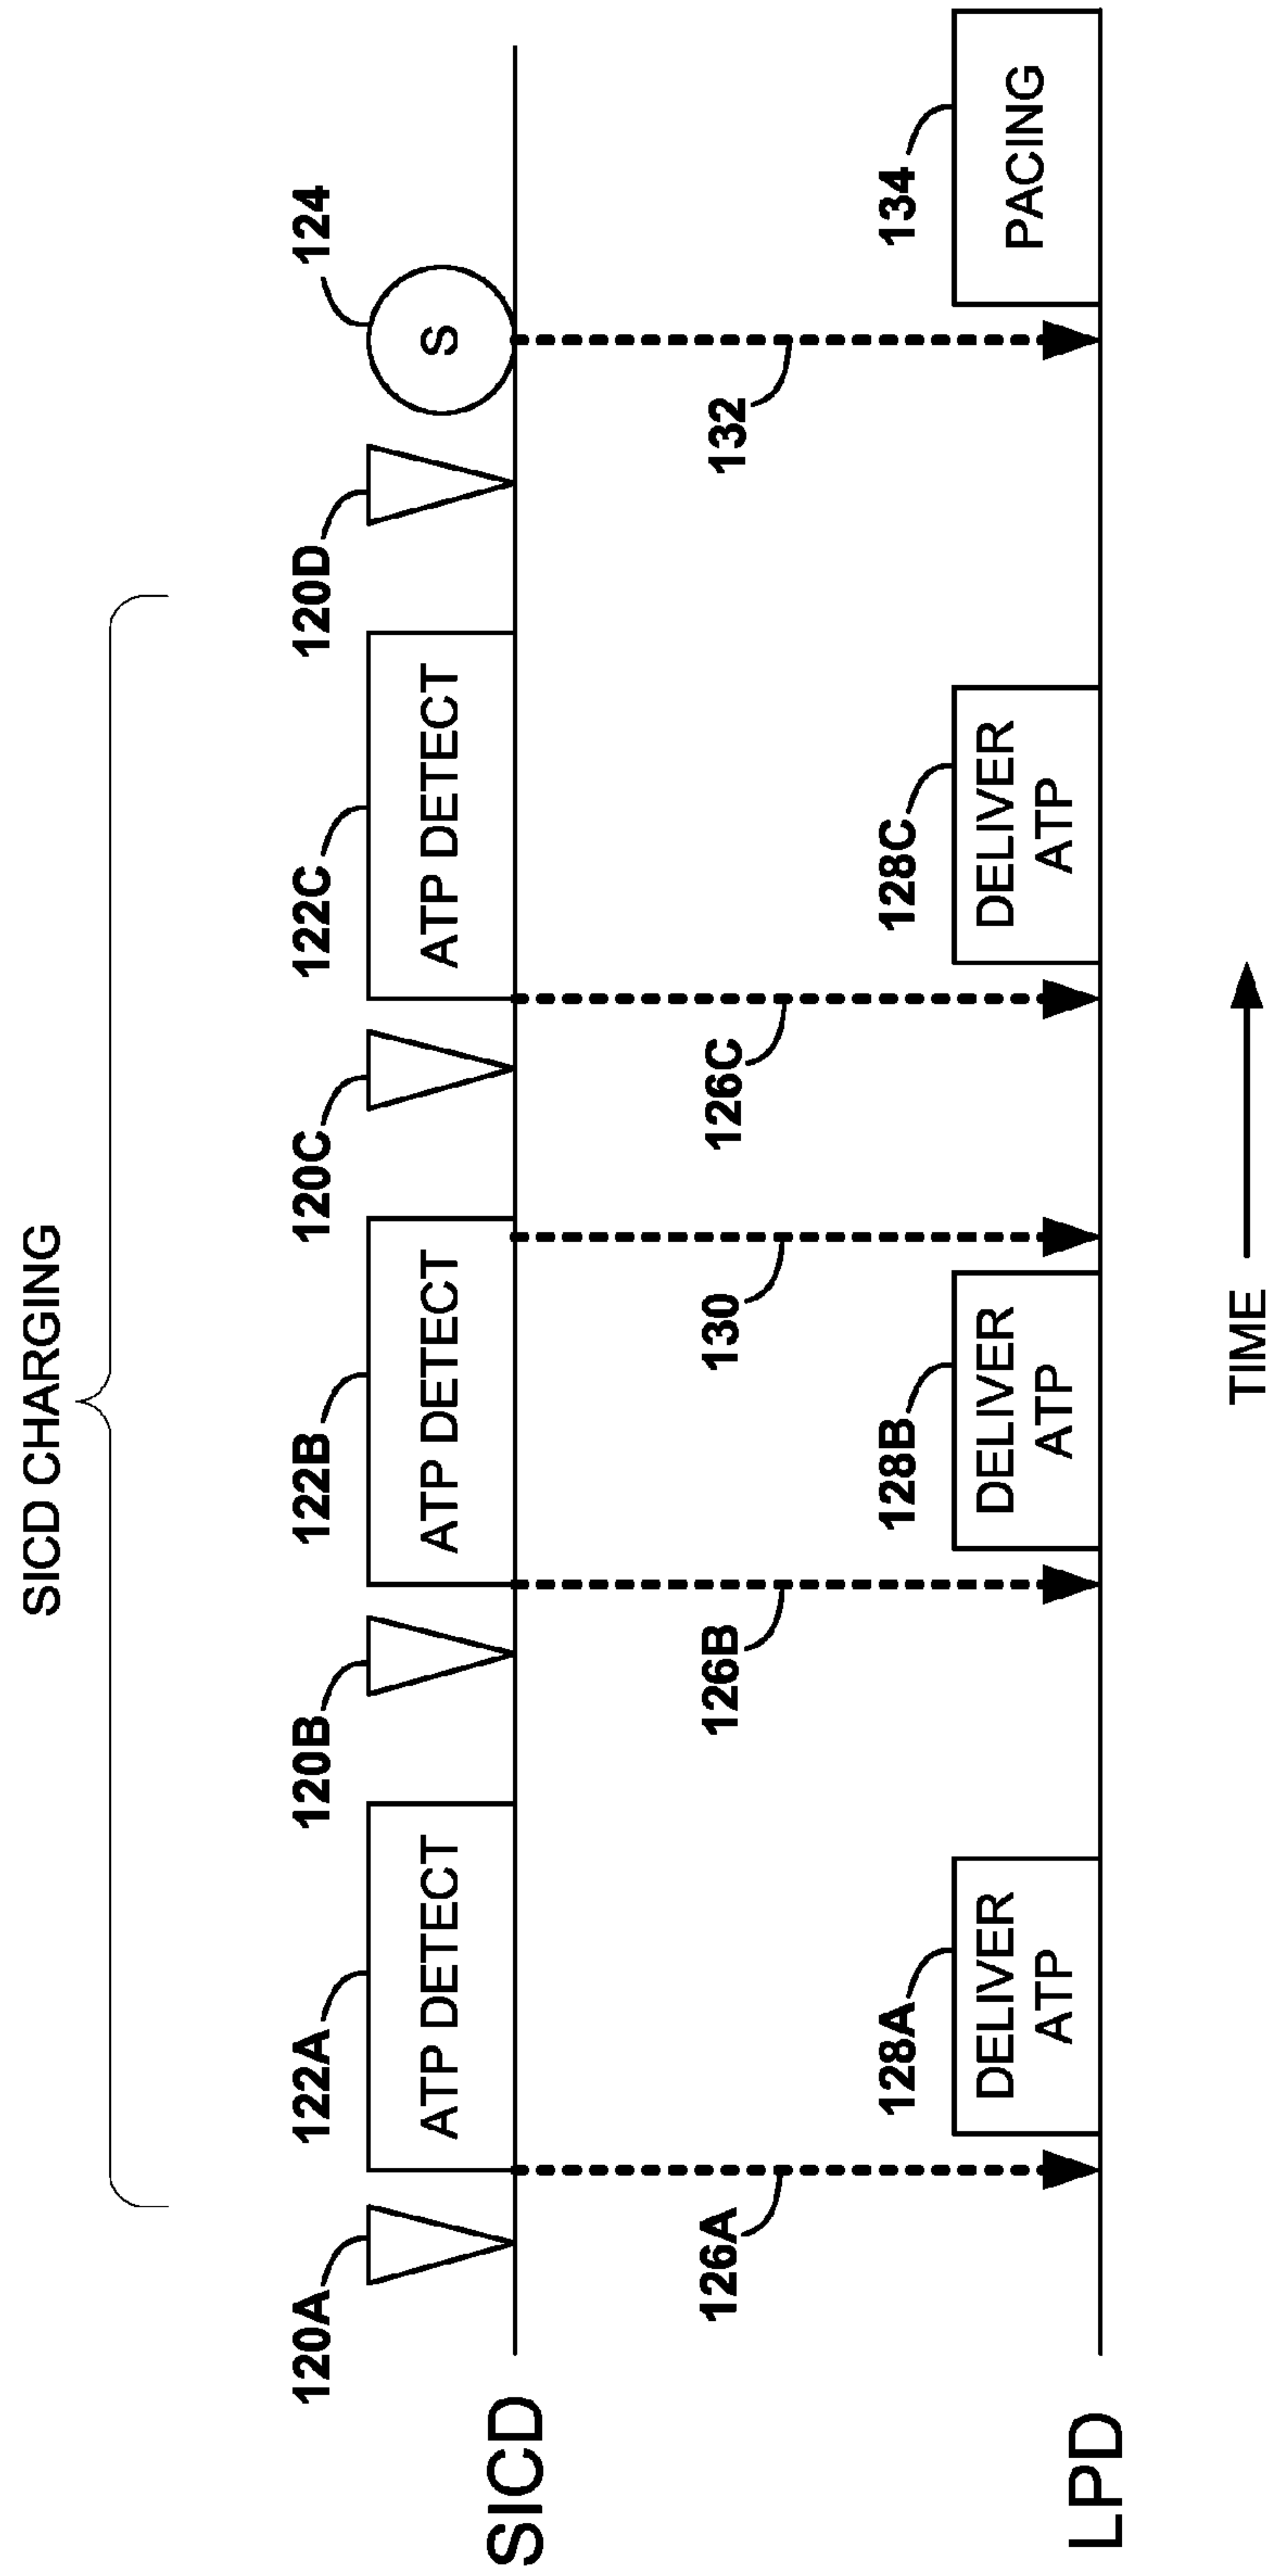 SICD CHARGING
120A
122A
120B
122B
120C
122C
120D
124
ATP DETECT
ATP DETECT
ATP DETECT
S
SICD
126A
126B
130
126C
132
128A
128B
128C
134
DELIVER
ATP
DELIVER
ATP
DELIVER
ATP
PACING
LPD
TIME